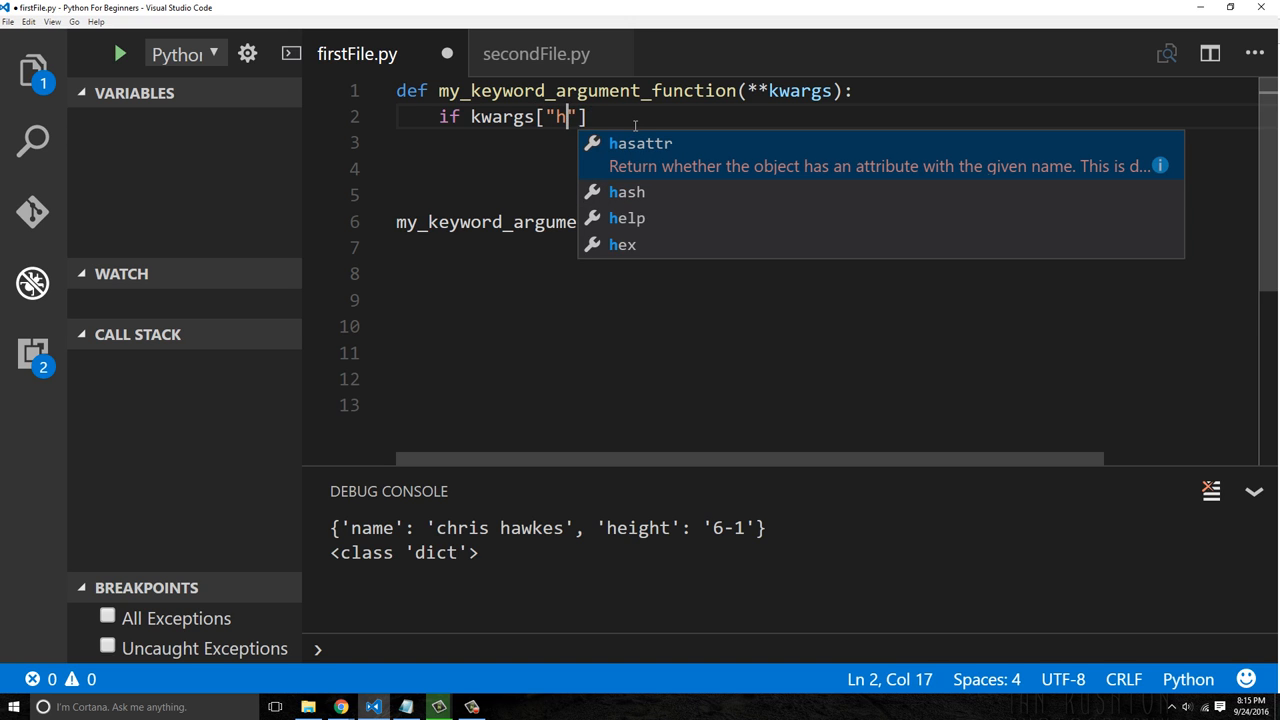 ● firstFile.py - Python For Beginners - Visual Studio Code
File Edit View Go Help
Python
firstFile.py
secondFile.py
VARIABLES
WATCH
CALL STACK
BREAKPOINTS
All Exceptions
Uncaught Exceptions
1
2
1 def my_keyword_argument_function(**kwargs):
2 if kwargs["h"]
3
4
5
6 my_keyword_argume
7
8
9
10
11
12
13
hasattr
Return whether the object has an attribute with the given name. This is d...
hash
help
hex
DEBUG CONSOLE
{'name': 'chris hawkes', 'height': '6-1'}
<class 'dict'>
0 0
Ln 2, Col 17 Spaces: 4 UTF-8 CRLF Python
I'm Cortana. Ask me anything.
8:15 PM
9/24/2016